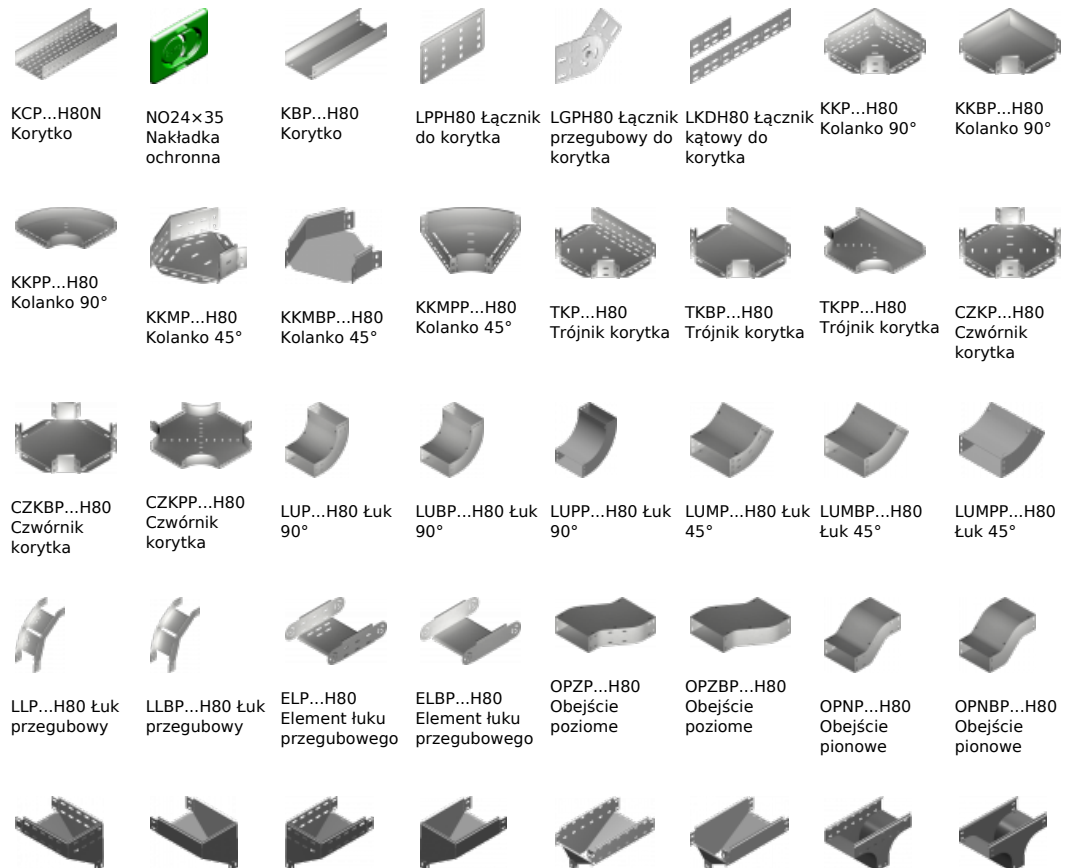 KCP...H80N
Korytko
NO24×35
Nakładka
ochronna
KBP...H80
Korytko
LPPH80 Łącznik
do korytka
LGPH80 Łącznik
przegubowy do
korytka
LKDH80 Łącznik
kątowy do
korytka
KKP...H80
Kolanko 90°
KKBP...H80
Kolanko 90°
KKPP...H80
Kolanko 90°
KKMP...H80
Kolanko 45°
KKMBP...H80
Kolanko 45°
KKMPP...H80
Kolanko 45°
TKP...H80
Trójnik korytka
TKBP...H80
Trójnik korytka
TKPP...H80
Trójnik korytka
CZKP...H80
Czwórnik
korytka
CZKBP...H80
Czwórnik
korytka
CZKPP...H80
Czwórnik
korytka
LUP...H80 Łuk
90°
LUBP...H80 Łuk
90°
LUPP...H80 Łuk
90°
LUMP...H80 Łuk
45°
LUMBP...H80
Łuk 45°
LUMPP...H80
Łuk 45°
LLP...H80 Łuk
przegubowy
LLBP...H80 Łuk
przegubowy
ELP...H80
Element łuku
przegubowego
ELBP...H80
Element łuku
przegubowego
OPZP...H80
Obejście
poziome
OPZBP...H80
Obejście
poziome
OPNP...H80
Obejście
pionowe
OPNBP...H80
Obejście
pionowe